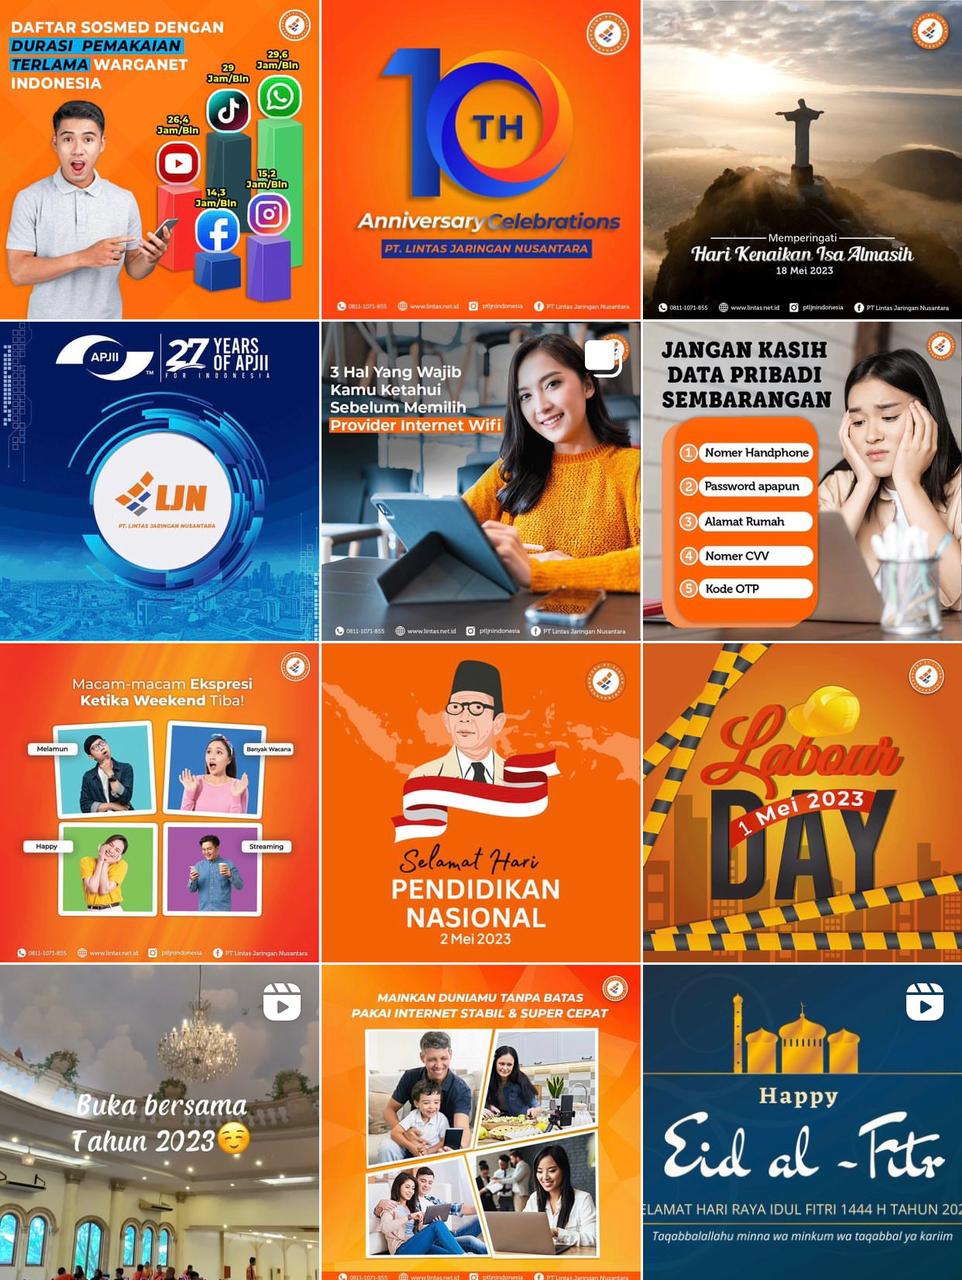 DAFTAR SOSMED DENGAN
DURASI PEMAKAIAN
TERLAMA WARGANET
INDONESIA
29,6
Jam/Bln
29
Jam/Bln
26,4
Jam/Bln
15,2
Jam/Bln
14,3
Jam/Bln
10
TH
Anniversary Celebrations
PT. LINTAS JARINGAN NUSANTARA
0811-1071-855 www.lintas.net.id ptljnindonesia PT Lintas Jaringan Nusantara
Memperingati
Hari Kenaikan Isa Almasih
18 Mei 2023
0811-1071-855 www.lintas.net.id ptljnindonesia PT Lintas Jaringan Nusantara
APJII
TM
27 YEARS
OF APJII
FOR INDONESIA
LJN
PT. LINTAS JARINGAN NUSANTARA
3 Hal Yang Wajib
Kamu Ketahui
Sebelum Memilih
Provider Internet Wifi
0811-1071-855 www.lintas.net.id ptljnindonesia PT Lintas Jaringan Nusantara
JANGAN KASIH
DATA PRIBADI
SEMBARANGAN
1 Nomer Handphone
2 Password apapun
3 Alamat Rumah
4 Nomer CVV
5 Kode OTP
Macam-macam Ekspresi
Ketika Weekend Tiba!
Melamun
Banyak Wacana
Happy
Streaming
0811-1071-855 www.lintas.net.id ptljnindonesia PT Lintas Jaringan Nusantara
Selamat Hari
PENDIDIKAN
NASIONAL
2 Mei 2023
Labour
1 Mei 2023
DAY
Buka bersama
Tahun 2023😌
MAINKAN DUNIAMU TANPA BATAS
PAKAI INTERNET STABIL & SUPER CEPAT
0811-1071-855 www.lintas.net.id ptljnindonesia PT Lintas Jaringan Nusantara
Happy
Eid al - Fitr
ELAMAT HARI RAYA IDUL FITRI 1444 H TAHUN 202
Taqabbalallahu minna wa minkum wa taqabbal ya kariim